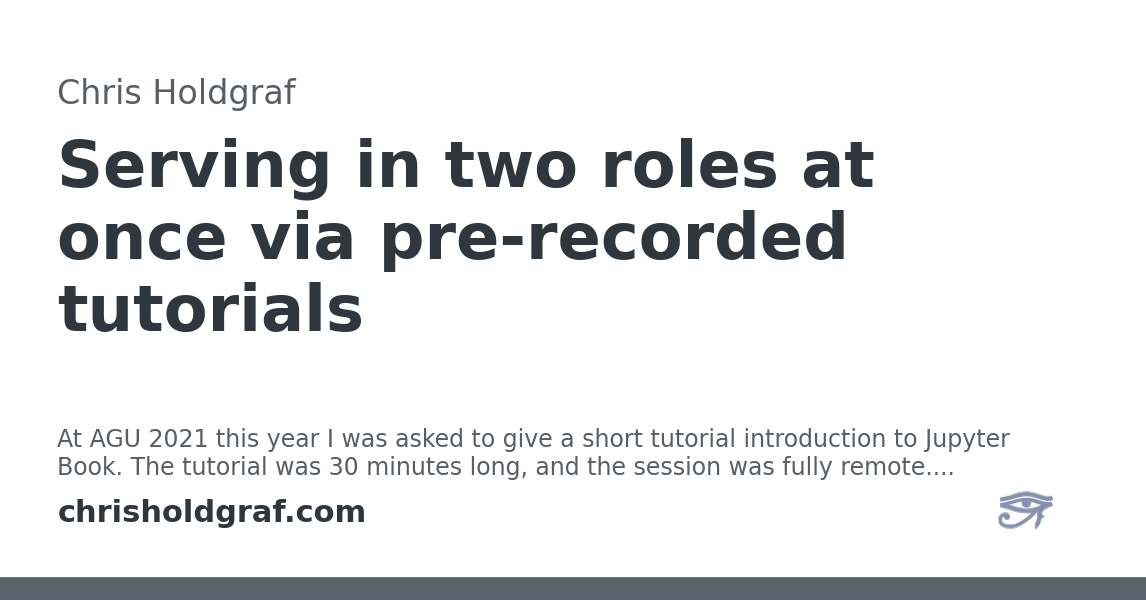 Chris Holdgraf
Serving in two roles at
once via pre-recorded
tutorials
At AGU 2021 this year I was asked to give a short tutorial introduction to Jupyter
Book. The tutorial was 30 minutes long, and the session was fully remote....
chrisholdgraf.com